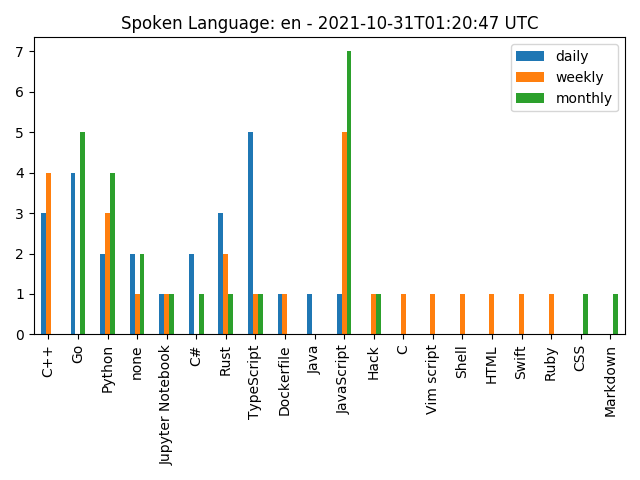 Spoken Language: en - 2021-10-31T01:20:47 UTC
daily
weekly
monthly
7
6
5
4
3
2
1
0
C++
Go
Python
none
Jupyter Notebook
C#
Rust
TypeScript
Dockerfile
Java
JavaScript
Hack
C
Vim script
Shell
HTML
Swift
Ruby
CSS
Markdown